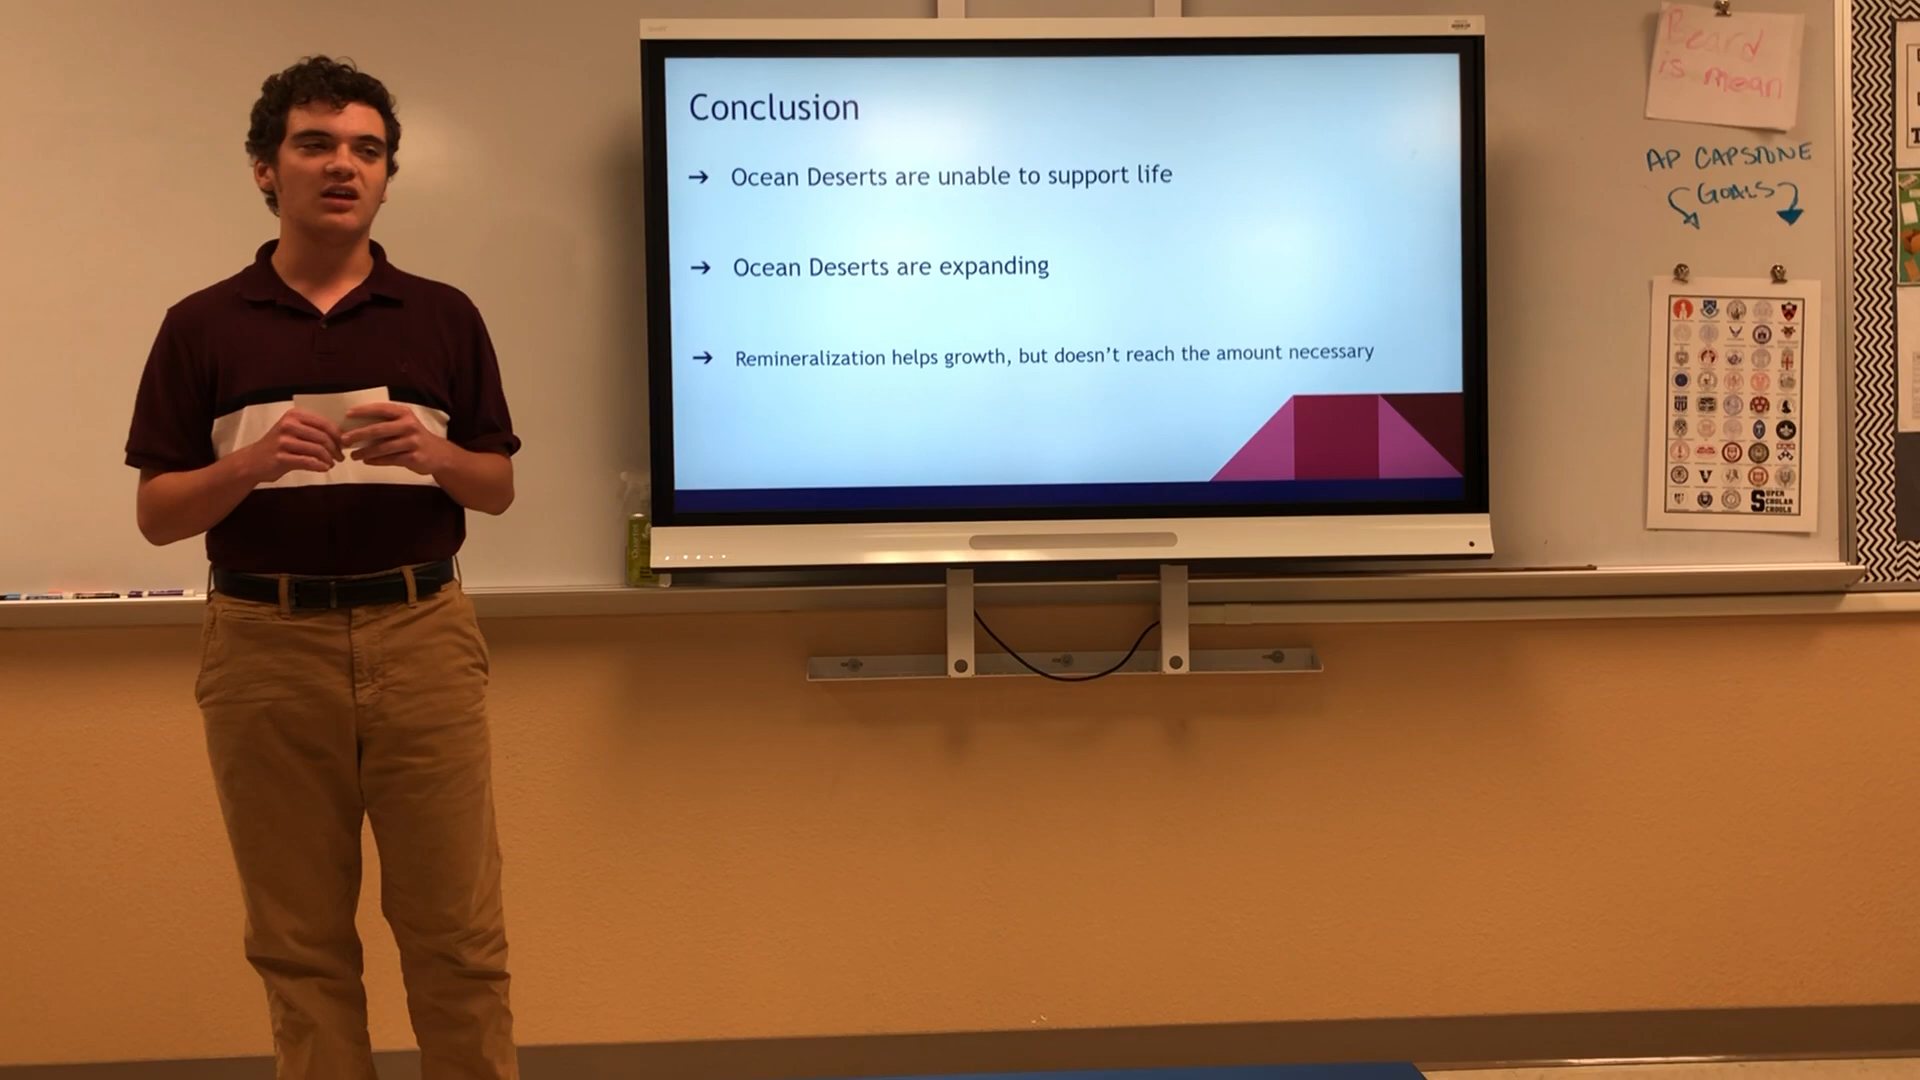 Conclusion
➔ Ocean Deserts are unable to support life
➔ Ocean Deserts are expanding
➔ Remineralization helps growth, but doesn't reach the amount necessary
Beard
is mean
AP CAPSTONE
GOALS
V
SUPER
SCHOLAR
SCHOOLS